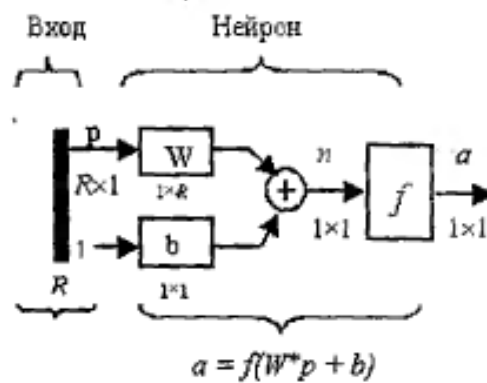 Вход Нейрон
p W n a
R×1 1×R f
1×1 1×1
1 b
R 1×1
a = f(W*p + b)